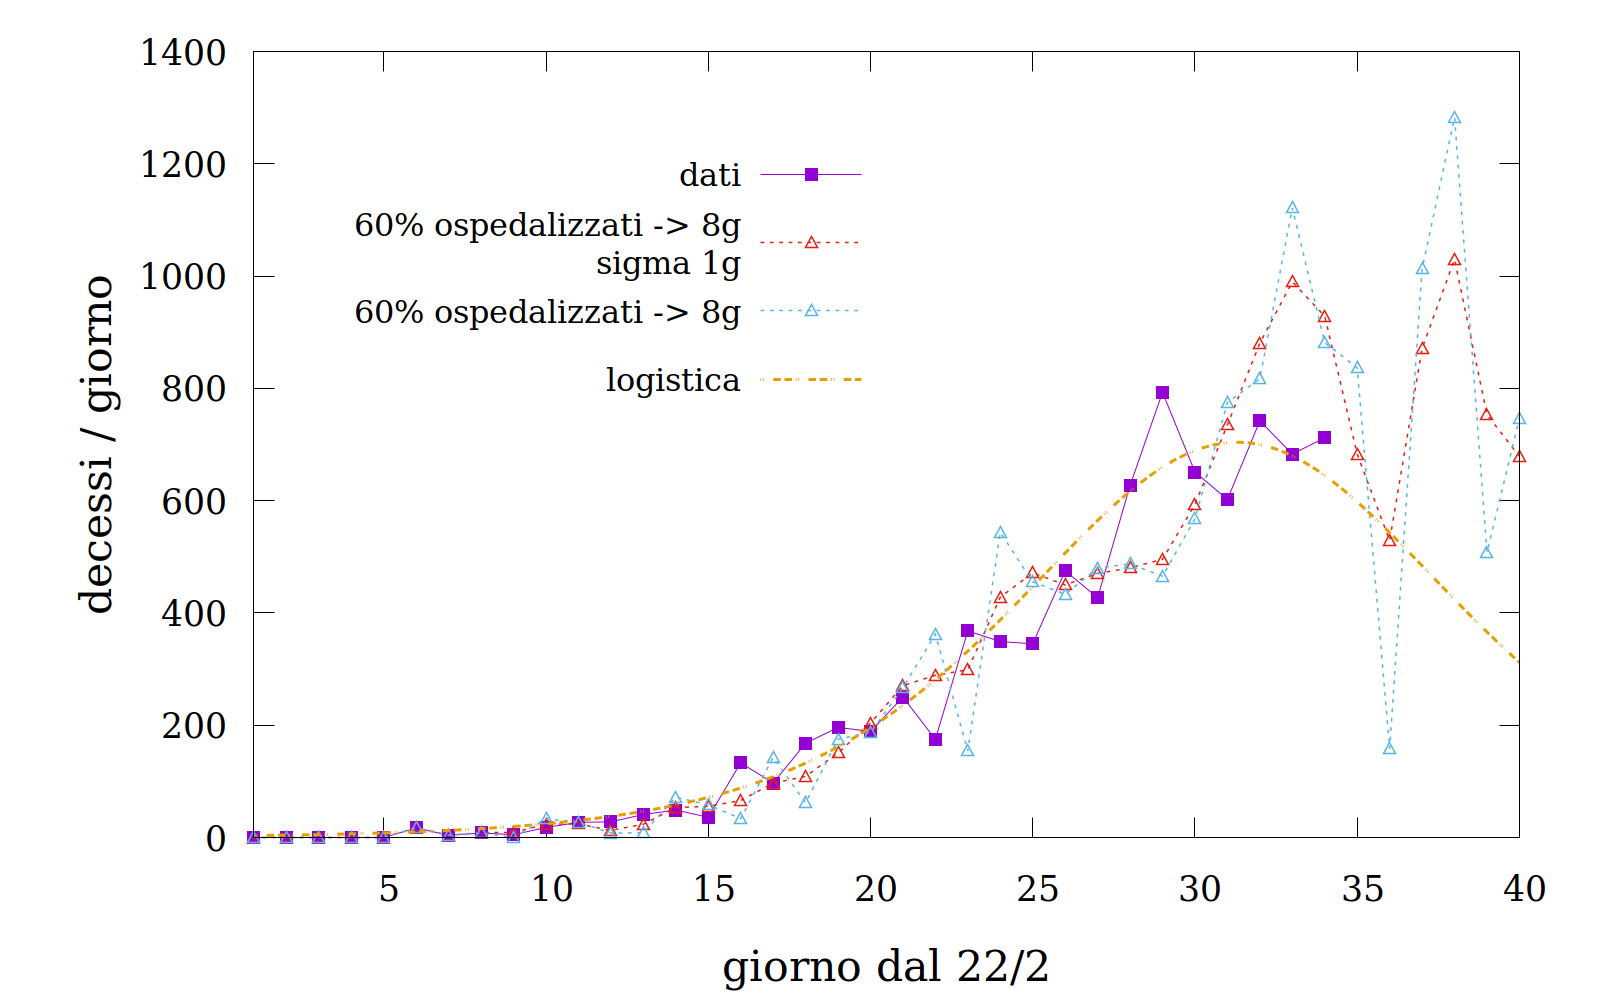 1400
1200
1000
800
600
400
200
0
decessi / giorno
dati
60% ospedalizzati -> 8g
sigma 1g
60% ospedalizzati -> 8g
logistica
5 10 15 20 25 30 35 40
giorno dal 22/2